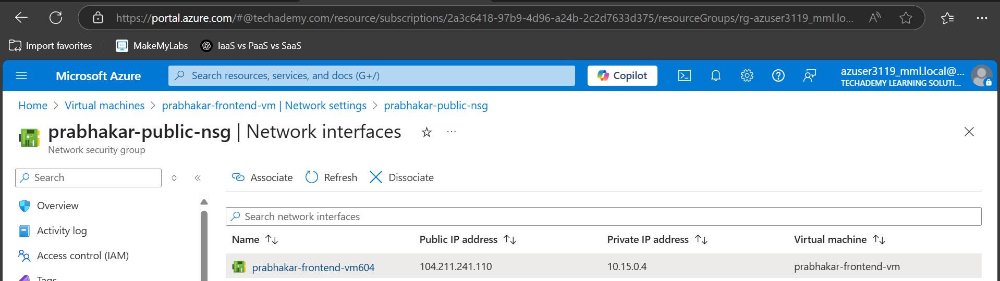 https://portal.azure.com/#@techademy.com/resource/subscriptions/2a3c6418-97b9-4d96-a24b-2c2d7633d375/resourceGroups/rg-azuser3119_mml.lo...
Import favorites
MakeMyLabs
IaaS vs PaaS vs SaaS
Microsoft Azure
Search resources, services, and docs (G+/)
Copilot
azuser3119_mml.local@...
TECHADEMY LEARNING SOLUTI...
Home > Virtual machines > prabhakar-frontend-vm | Network settings > prabhakar-public-nsg
prabhakar-public-nsg | Network interfaces
Network security group
Search
Associate
Refresh
Dissociate
Overview
Activity log
Access control (IAM)
Tags
Search network interfaces
Name Public IP address Private IP address Virtual machine
prabhakar-frontend-vm604 104.211.241.110 10.15.0.4 prabhakar-frontend-vm